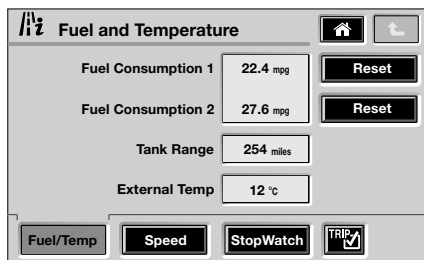 i Fuel and Temperature
Fuel Consumption 1 22.4 mpg Reset
Fuel Consumption 2 27.6 mpg Reset
Tank Range 254 miles
External Temp 12 °c
Fuel/Temp Speed StopWatch TRIP